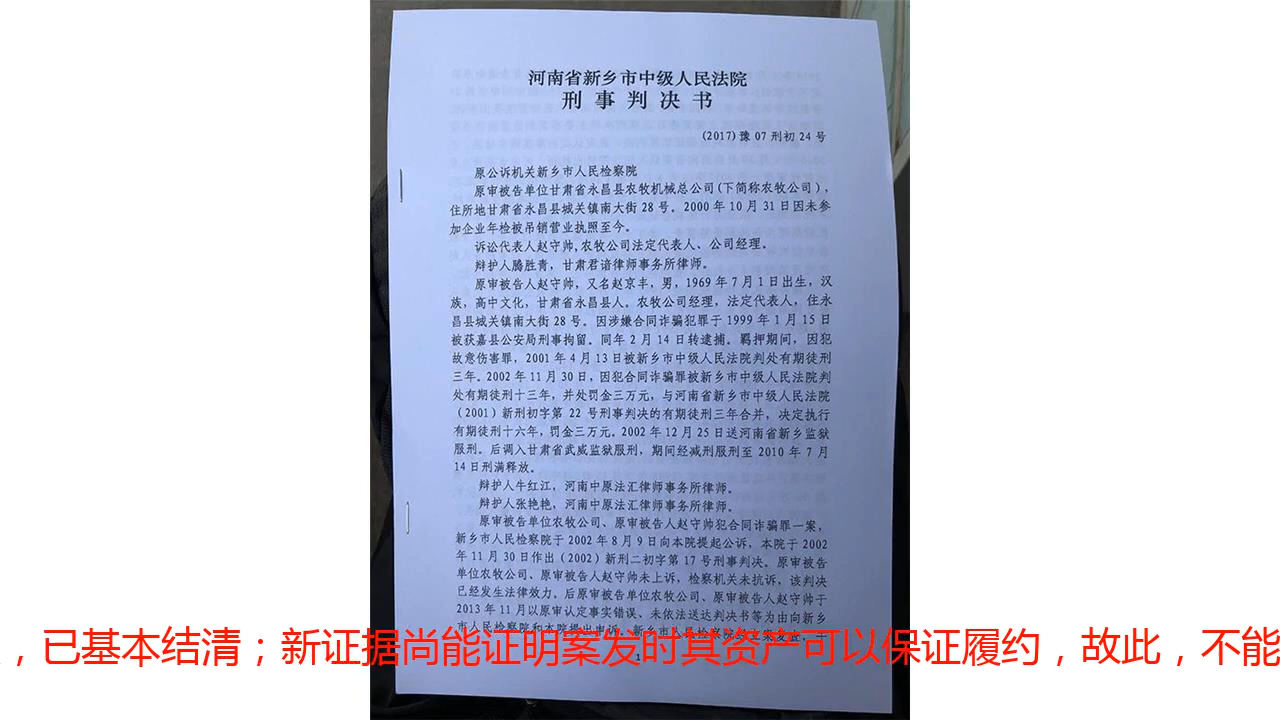 河南省新乡市中级人民法院
刑事判决书
(2017)豫07刑初24号
原公诉机关新乡市人民检察院
原审被告单位甘肃省永昌县农牧机械总公司(下简称农牧公司),
住所地甘肃省永昌县城关镇南大街28号。2000年10月31日因未参
加企业年检被吊销营业执照至今。
诉讼代表人赵守帅,农牧公司法定代表人、公司经理。
辩护人腾胜青,甘肃君谙律师事务所律师。
原审被告人赵守帅,又名赵京丰,男,1969年7月1日出生,汉
族,高中文化,甘肃省永昌县人。农牧公司经理,法定代表人,住永
昌县城关镇南大街28号。因涉嫌合同诈骗犯罪于1999年1月15日
被获嘉县公安局刑事拘留。同年2月14日转逮捕。羁押期间,因犯
故意伤害罪,2001年4月13日被新乡市中级人民法院判处有期徒刑
三年。2002年11月30日,因犯合同诈骗罪被新乡市中级人民法院判
处有期徒刑十三年,并处罚金三万元,与河南省新乡市中级人民法院
(2001)新刑初字第22号刑事判决的有期徒刑三年合并,决定执行
有期徒刑十六年,罚金三万元。2002年12月25日送河南省新乡监狱
服刑。后调入甘肃省武威监狱服刑,期间经减刑服刑至2010年7月
14日刑满释放。
辩护人牛红江,河南中原法汇律师事务所律师。
辩护人张艳艳,河南中原法汇律师事务所律师。
原审被告单位农牧公司、原审被告人赵守帅犯合同诈骗罪一案,
新乡市人民检察院于2002年8月9日向本院提起公诉,本院于2002
年11月30日作出(2002)新刑二初字第17号刑事判决。原审被告
单位农牧公司、原审被告人赵守帅未上诉,检察机关未抗诉,该判决
已经发生法律效力。后原审被告单位农牧公司、原审被告人赵守帅于
2013年11月以原审认定事实错误、未依法送达判决书等为由向新乡
市人民检察院和本院提出申诉。新乡市人民检察院
,已基本结清;新证据尚能证明案发时其资产可以保证履约,故此,不能
1